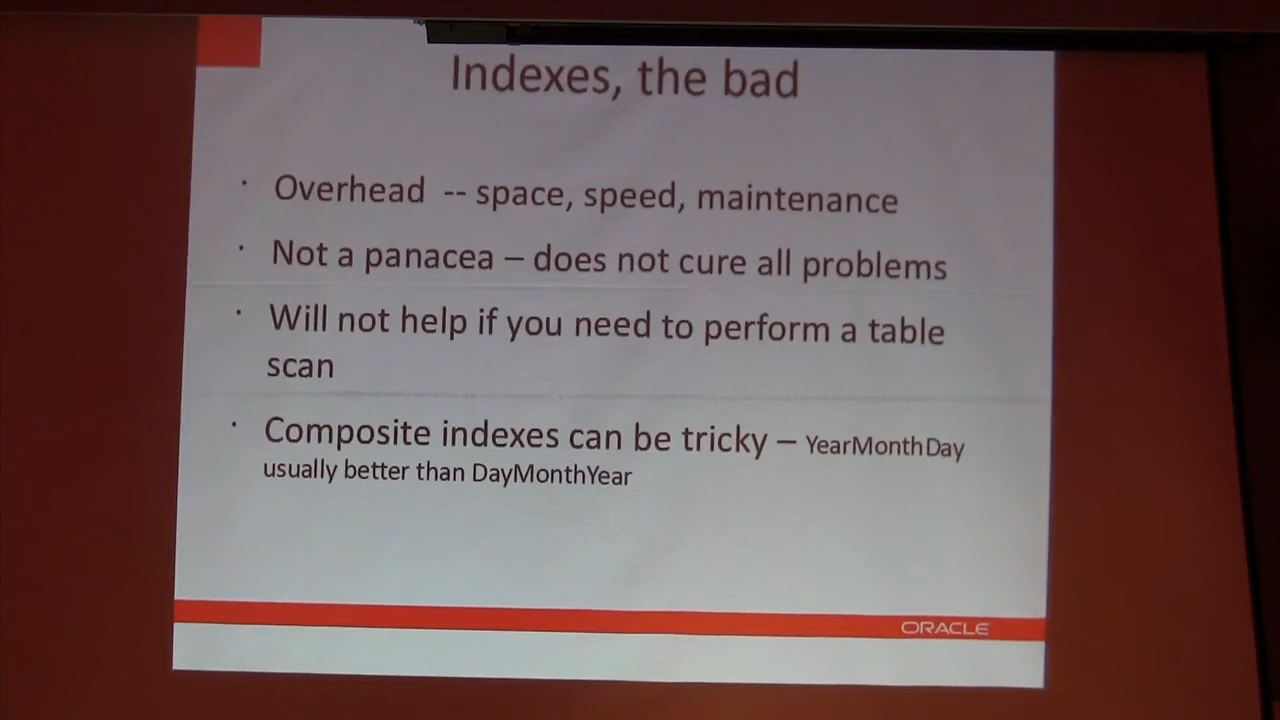 Indexes, the bad
· Overhead -- space, speed, maintenance
· Not a panacea – does not cure all problems
· Will not help if you need to perform a table
scan
· Composite indexes can be tricky – YearMonthDay
usually better than DayMonthYear
ORACLE